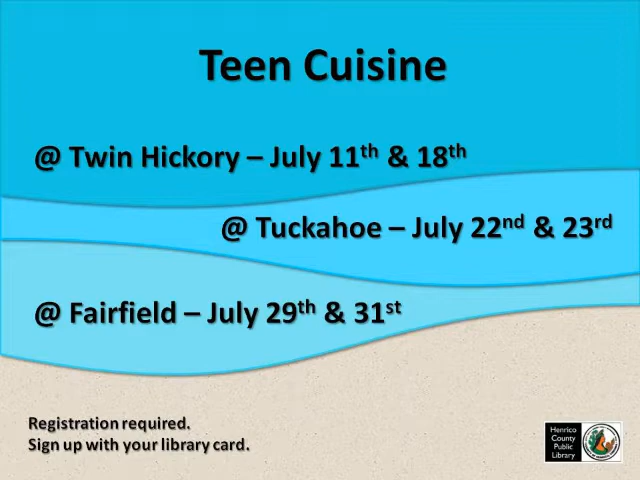 Teen Cuisine
@ Twin Hickory – July 11th & 18th
@ Tuckahoe – July 22nd & 23rd
@ Fairfield – July 29th & 31st
Registration required.
Sign up with your library card.
Henrico
County
Public
Library